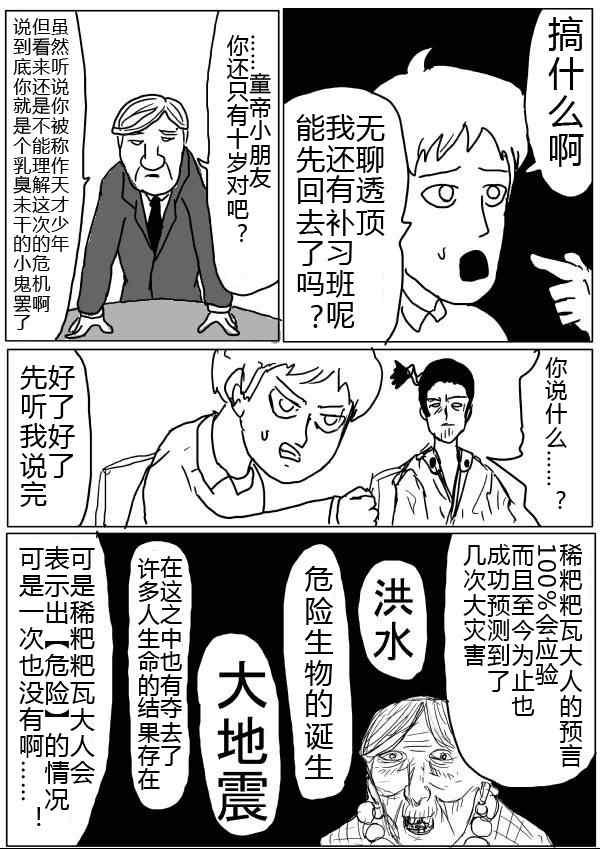 搞什么啊
无聊透顶
我还有补习班呢
能先回去了吗？
……童帝小朋友
你还只有十岁对吧？
虽然听说你被称作天才少年
但看来还是不能理解这次的危机啊
说到底你就是个乳臭未干的小鬼罢了
你说什么……？
好了好了
先听我说完
稀粑粑瓦大人的预言
100%会应验
而且至今为止也
成功预测到了
几次大灾害
洪水
危险生物的诞生
大地震
在这之中也有夺去了
许多人生命的结果存在
可是稀粑粑瓦大人会
表示出【危险】的情况
可是一次也没有啊……！